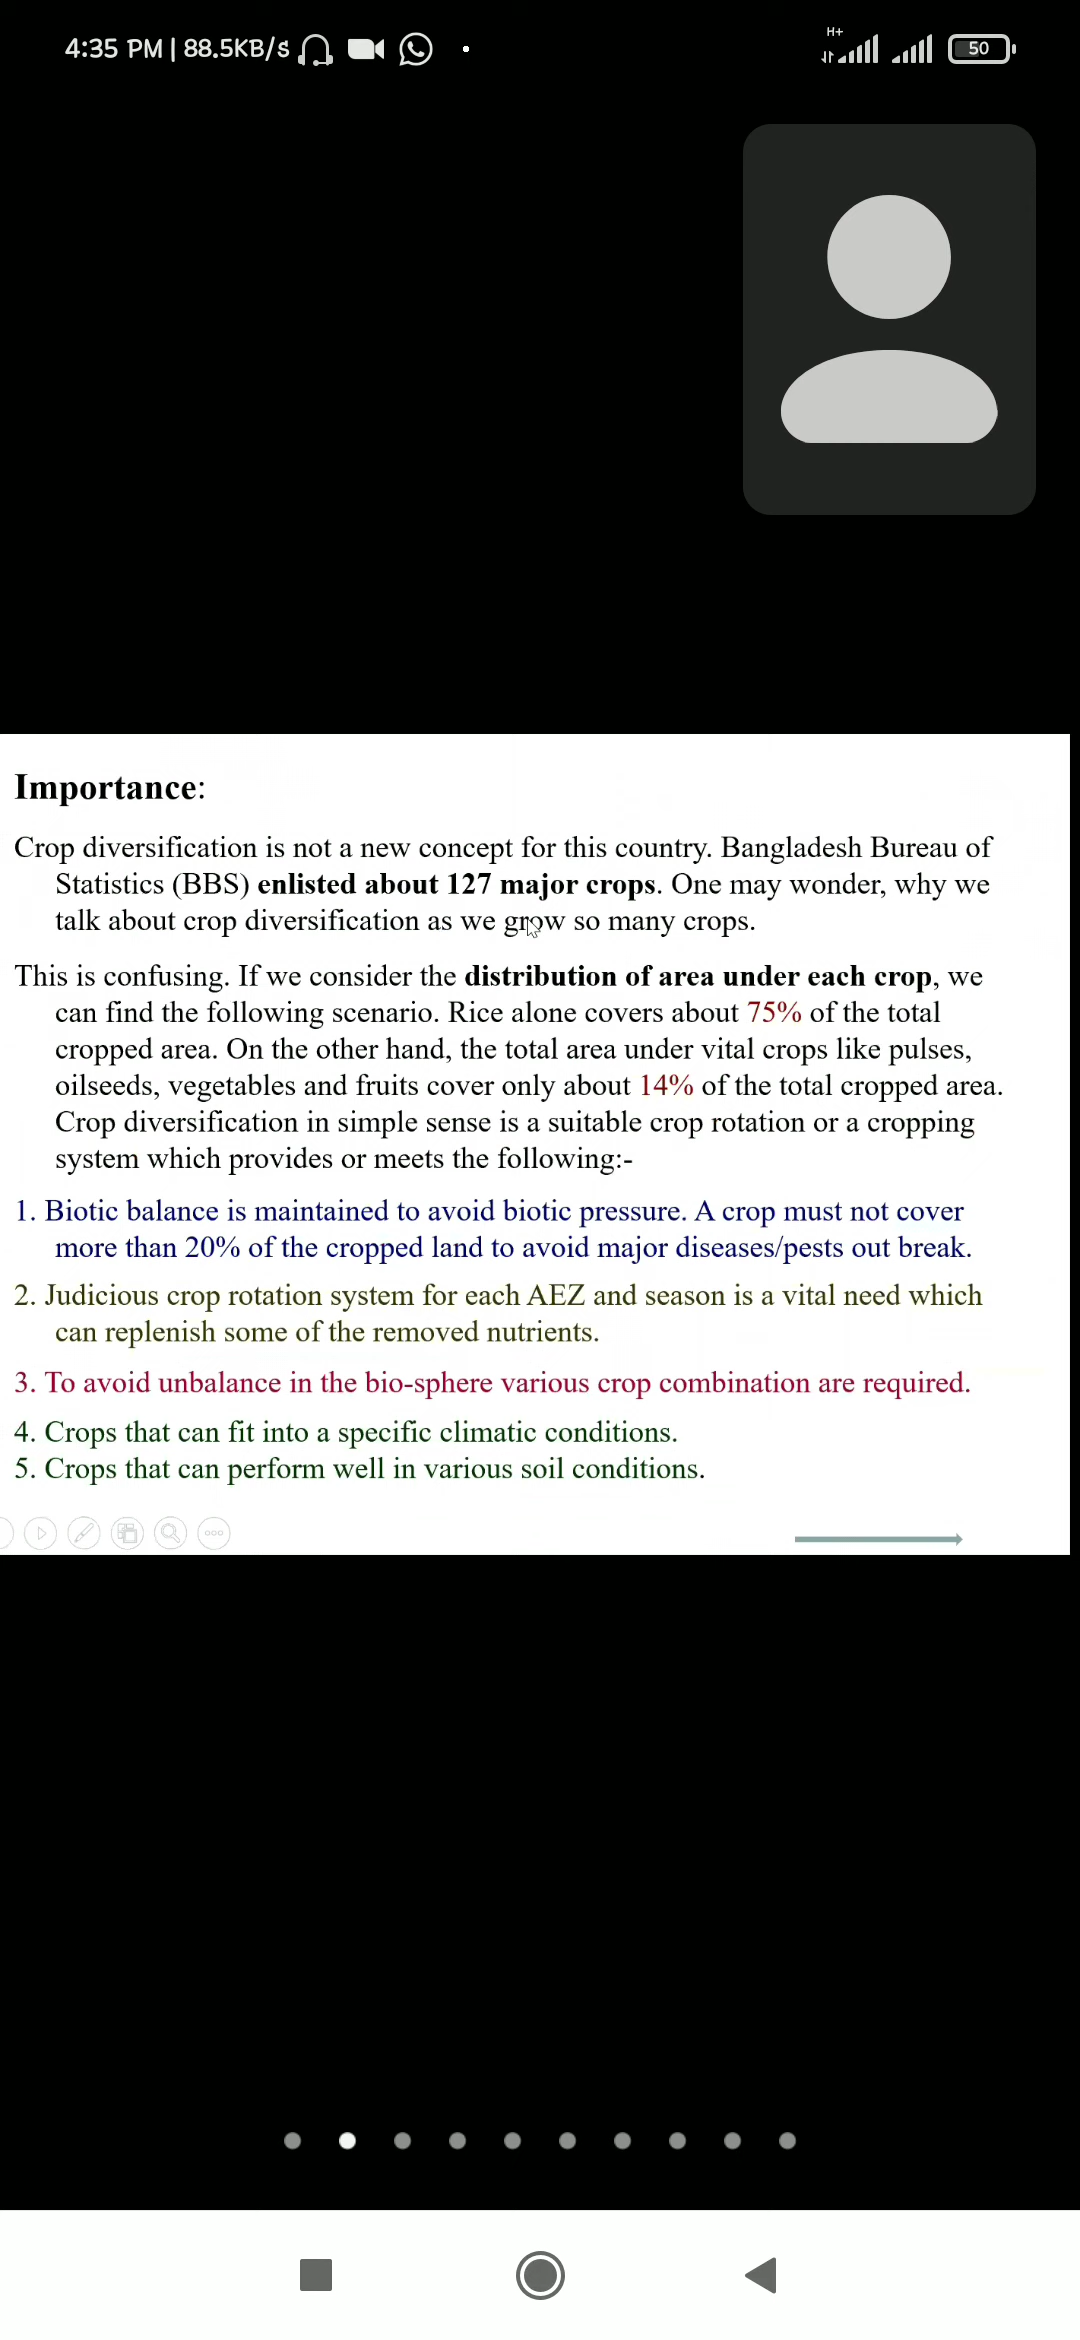 4:35 PM | 88.5KB/s
H+
50
Importance:
Crop diversification is not a new concept for this country. Bangladesh Bureau of
Statistics (BBS) enlisted about 127 major crops. One may wonder, why we
talk about crop diversification as we grow so many crops.
This is confusing. If we consider the distribution of area under each crop, we
can find the following scenario. Rice alone covers about 75% of the total
cropped area. On the other hand, the total area under vital crops like pulses,
oilseeds, vegetables and fruits cover only about 14% of the total cropped area.
Crop diversification in simple sense is a suitable crop rotation or a cropping
system which provides or meets the following:-
1. Biotic balance is maintained to avoid biotic pressure. A crop must not cover
more than 20% of the cropped land to avoid major diseases/pests out break.
2. Judicious crop rotation system for each AEZ and season is a vital need which
can replenish some of the removed nutrients.
3. To avoid unbalance in the bio-sphere various crop combination are required.
4. Crops that can fit into a specific climatic conditions.
5. Crops that can perform well in various soil conditions.